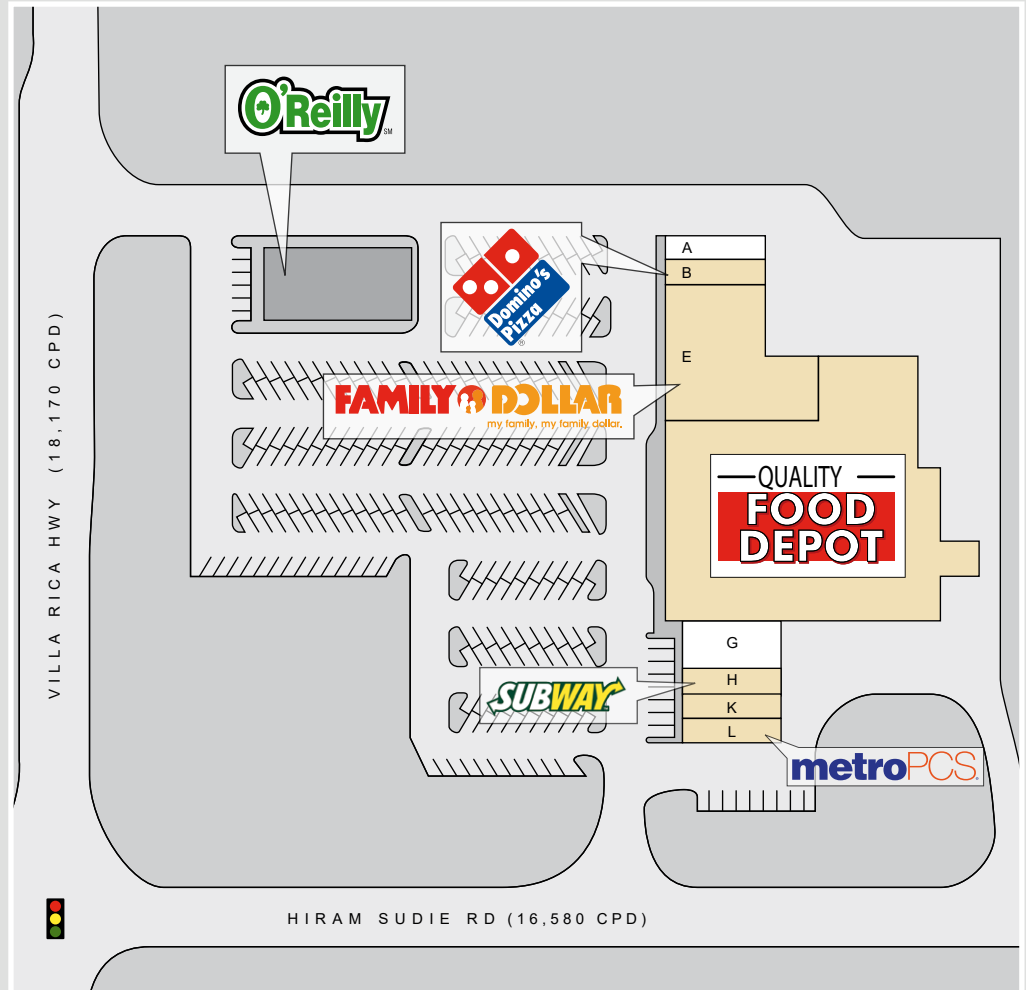 O'Reilly
SM
Domino's
Pizza
®
A
B
E
FAMILY DOLLAR
my family, my family dollar.
QUALITY
FOOD
DEPOT
G
H
K
L
SUBWAY
metroPCS.
VILLA RICA HWY (18,170 CPD)
HIRAM SUDIE RD (16,580 CPD)